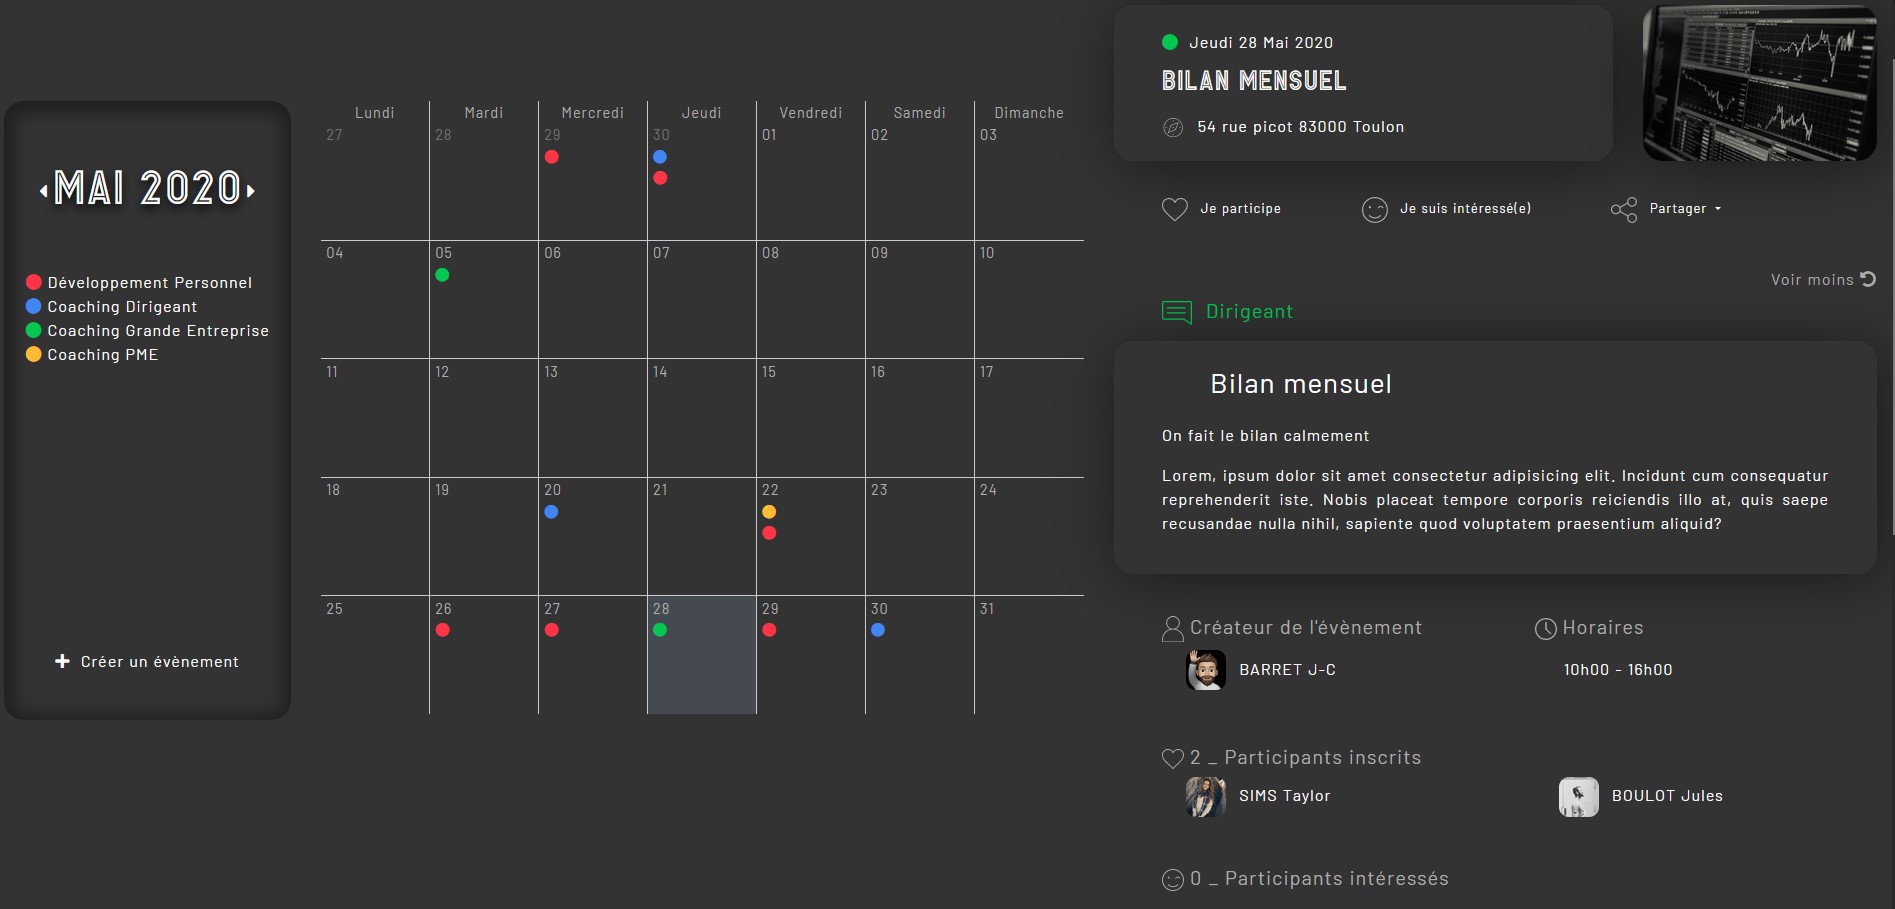 MAI 2020
Développement Personnel
Coaching Dirigeant
Coaching Grande Entreprise
Coaching PME
Créer un évènement
Lundi Mardi Mercredi Jeudi Vendredi Samedi Dimanche
27 28 29 30 01 02 03
04 05 06 07 08 09 10
11 12 13 14 15 16 17
18 19 20 21 22 23 24
25 26 27 28 29 30 31
Jeudi 28 Mai 2020
BILAN MENSUEL
54 rue picot 83000 Toulon
Je participe Je suis intéressé(e) Partager
Voir moins
Dirigeant
Bilan mensuel
On fait le bilan calmement
Lorem, ipsum dolor sit amet consectetur adipisicing elit. Incidunt cum consequatur
reprehenderit iste. Nobis placeat tempore corporis reiciendis illo at, quis saepe
recusandae nulla nihil, sapiente quod voluptatem praesentium aliquid?
Créateur de l'évènement Horaires
BARRET J-C 10h00 - 16h00
2 _ Participants inscrits
SIMS Taylor BOULOT Jules
0 _ Participants intéressés